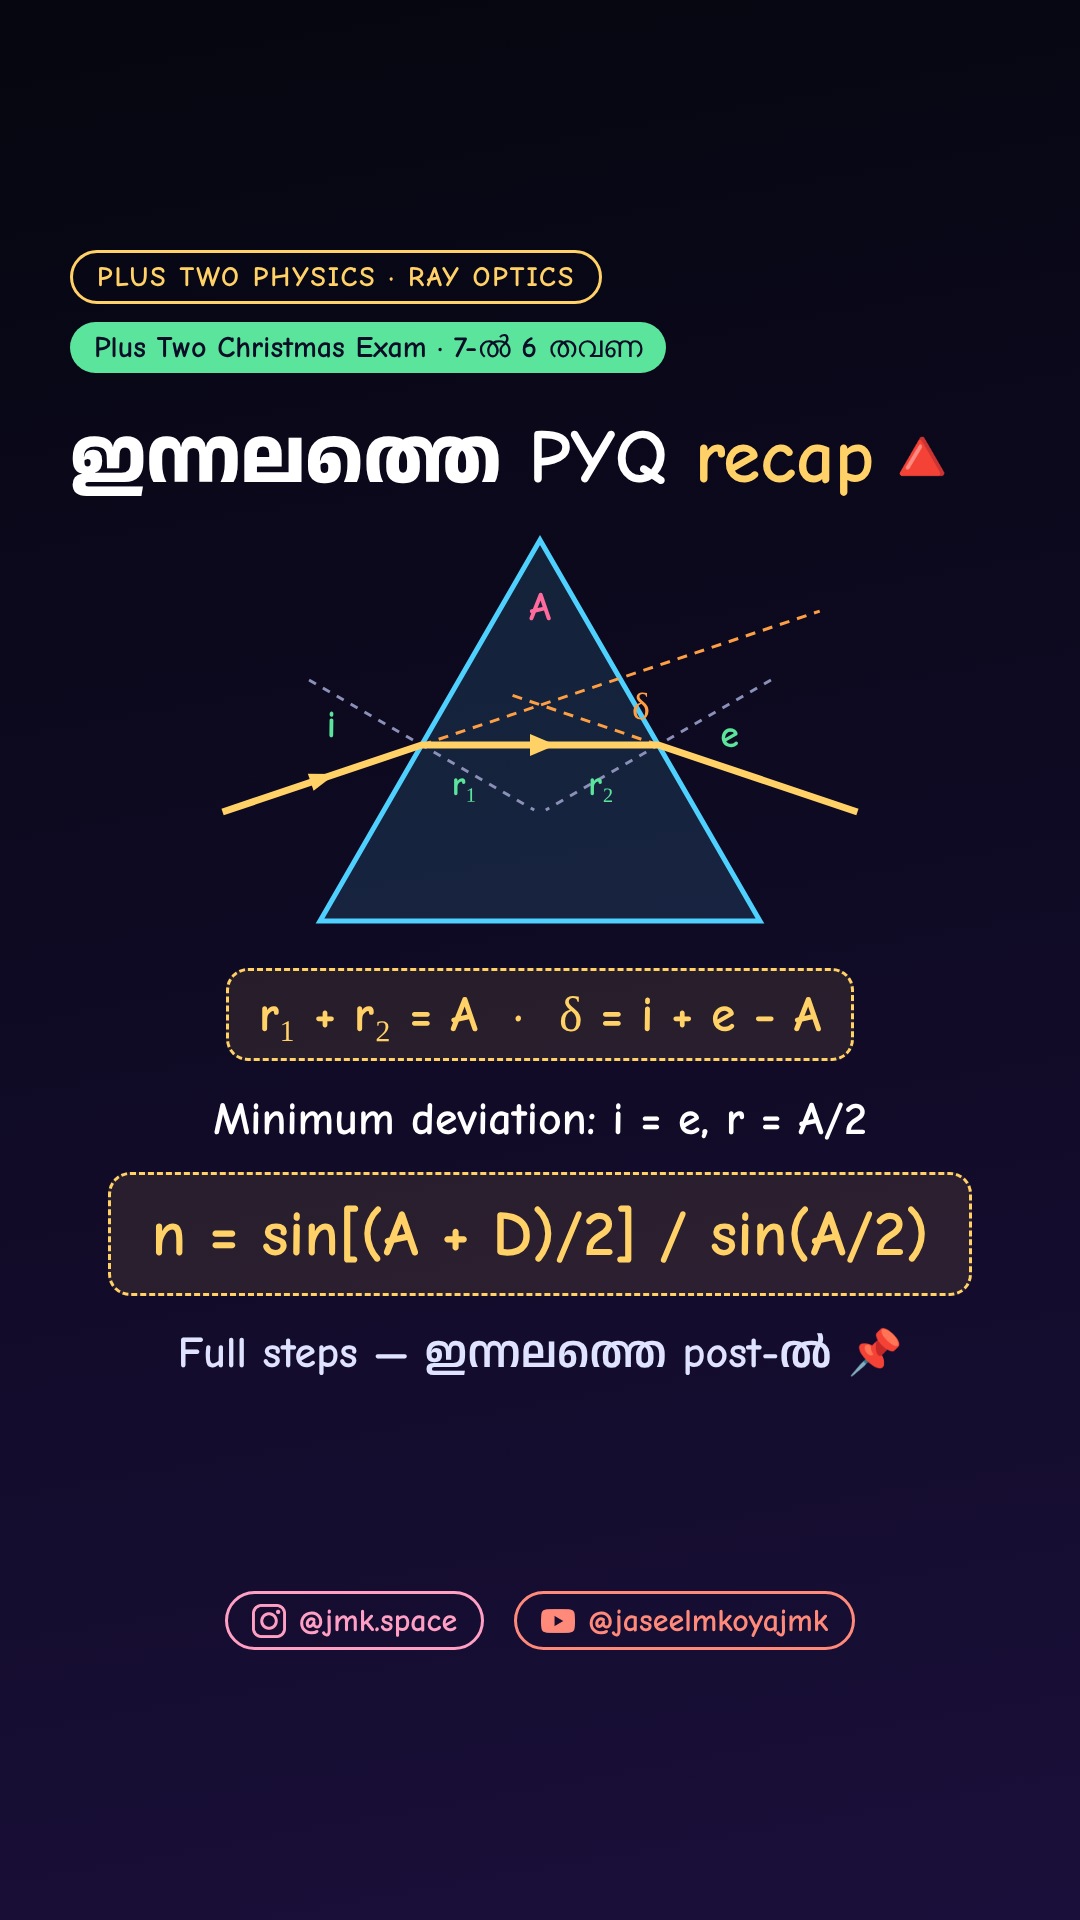 PLUS TWO PHYSICS · RAY OPTICS
Plus Two Christmas Exam · 7-ൽ 6 തവണ
ഇന്നലത്തെ PYQ recap 🔺
A
δ
i
e
r₁
r₂
r₁ + r₂ = A · δ = i + e − A
Minimum deviation: i = e, r = A/2
n = sin[(A + D)/2] / sin(A/2)
Full steps — ഇന്നലത്തെ post-ൽ 📌
@jmk.space
@jaseelmkoyajmk